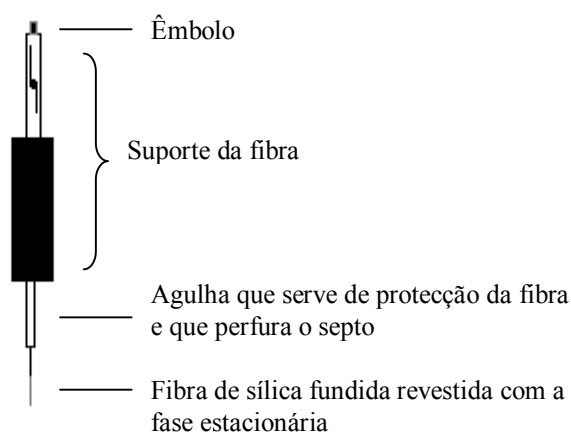 Êmbolo
Suporte da fibra
Agulha que serve de protecção da fibra
e que perfura o septo
Fibra de sílica fundida revestida com a
fase estacionária